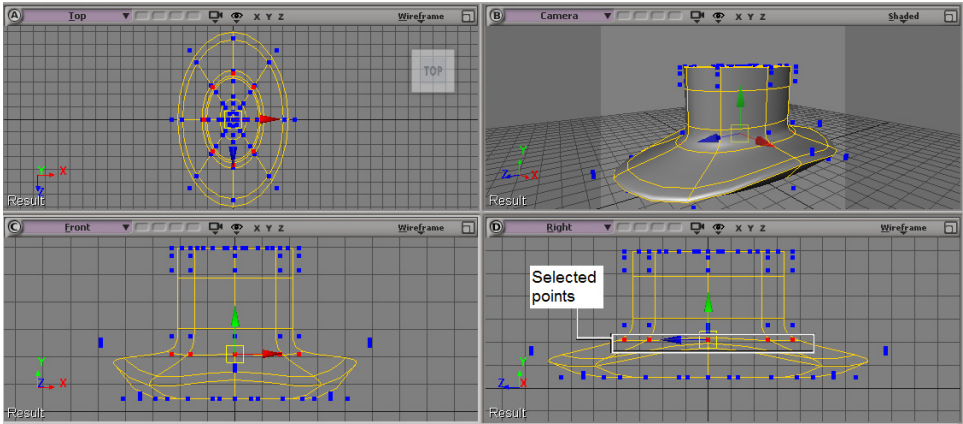 A Top X Y Z Wireframe
TOP
Y X
Z
Result
B Camera X Y Z Shaded
Y
Z X
Result
C Front X Y Z Wireframe
Y
Z X
Result
D Right X Y Z Wireframe
Selected
points
Y
Z X
Result